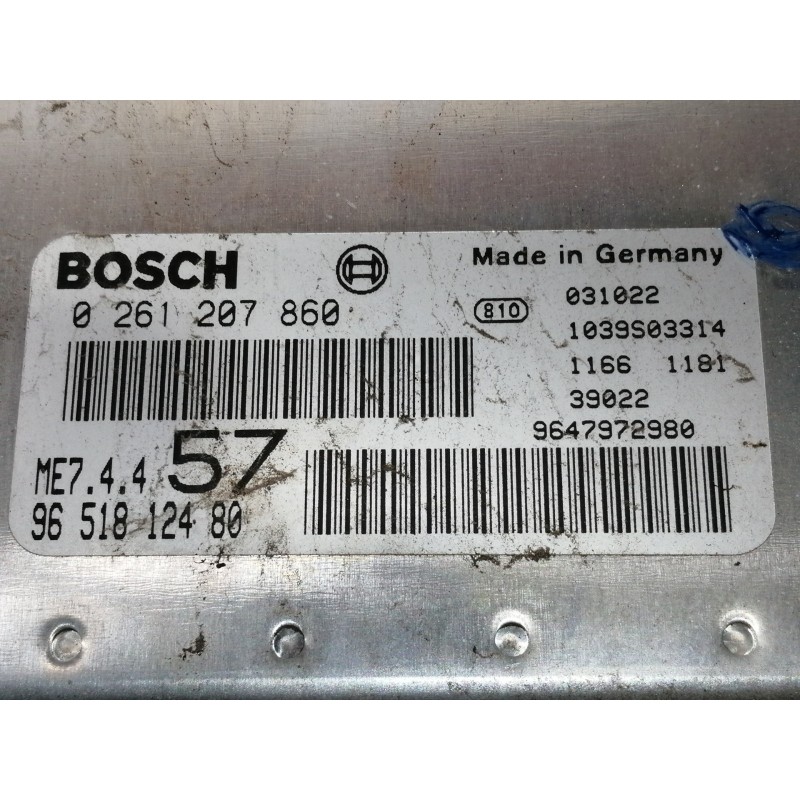 BOSCH
0 261 207 860
Made in Germany
810
031022
1039S03314
1166 1181
39022
9647972980
ME7.4.4 57
96 518 124 80